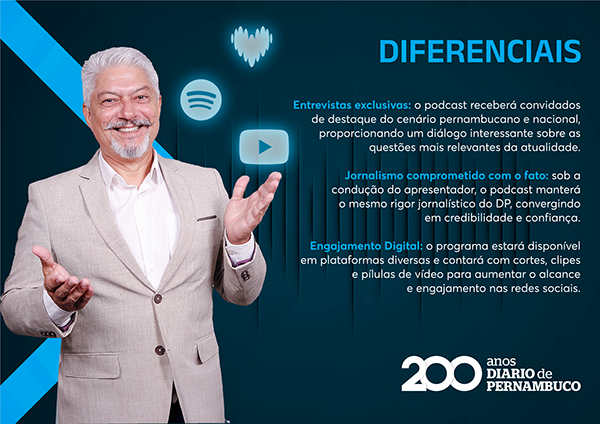 DIFERENCIAIS
Entrevistas exclusivas: o podcast receberá convidados
de destaque do cenário pernambucano e nacional,
proporcionando um diálogo interessante sobre as
questões mais relevantes da atualidade.
Jornalismo comprometido com o fato: sob a
condução do apresentador, o podcast manterá
o mesmo rigor jornalístico do DP, convergindo
em credibilidade e confiança.
Engajamento Digital: o programa estará disponível
em plataformas diversas e contará com cortes, clipes
e pílulas de vídeo para aumentar o alcance
e engajamento nas redes sociais.
200 anos
DIARIO de
PERNAMBUCO